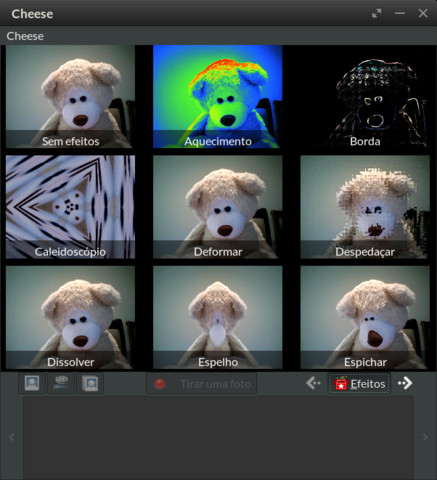 Cheese
Cheese
Sem efeitos
Aquecimento
Borda
Caleidoscópio
Deformar
Despedaçar
Dissolver
Espelho
Espichar
Tirar uma foto
Efeitos